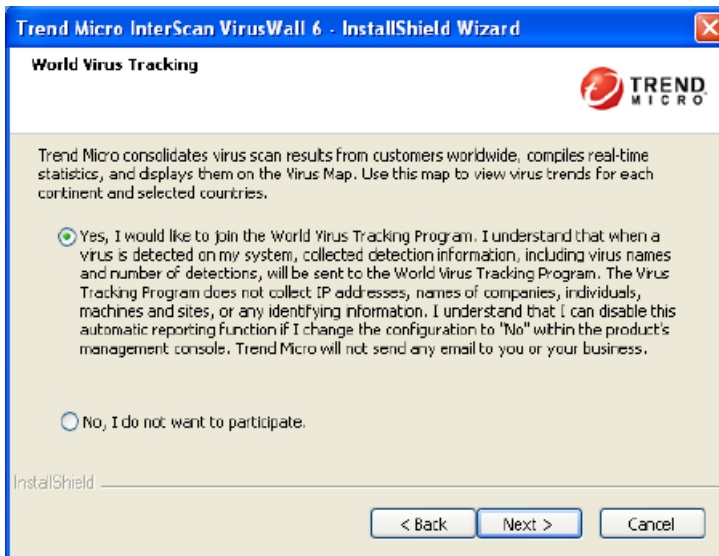 Trend Micro InterScan VirusWall 6 - InstallShield Wizard
World Virus Tracking
TREND
MICRO
Trend Micro consolidates virus scan results from customers worldwide, compiles real-time
statistics, and displays them on the Virus Map. Use this map to view virus trends for each
continent and selected countries.
Yes, I would like to join the World Virus Tracking Program. I understand that when a
virus is detected on my system, collected detection information, including virus names
and number of detections, will be sent to the World Virus Tracking Program. The Virus
Tracking Program does not collect IP addresses, names of companies, individuals,
machines and sites, or any identifying information. I understand that I can disable this
automatic reporting function if I change the configuration to "No" within the product's
management console. Trend Micro will not send any email to you or your business.
No, I do not want to participate.
InstallShield
< Back
Next >
Cancel